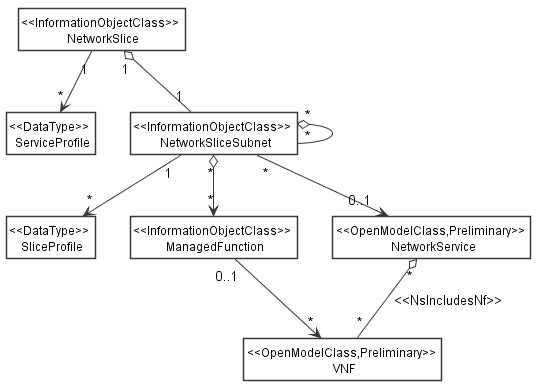 <<InformationObjectClass>>
NetworkSlice
1
1
*
1
*
<<DataType>>
ServiceProfile
<<InformationObjectClass>>
NetworkSliceSubnet
*
1
*
*
*
*
0..1
<<DataType>>
SliceProfile
<<InformationObjectClass>>
ManagedFunction
<<OpenModelClass,Preliminary>>
NetworkService
0..1
*
<<NsIncludesNf>>
*
*
<<OpenModelClass,Preliminary>>
VNF